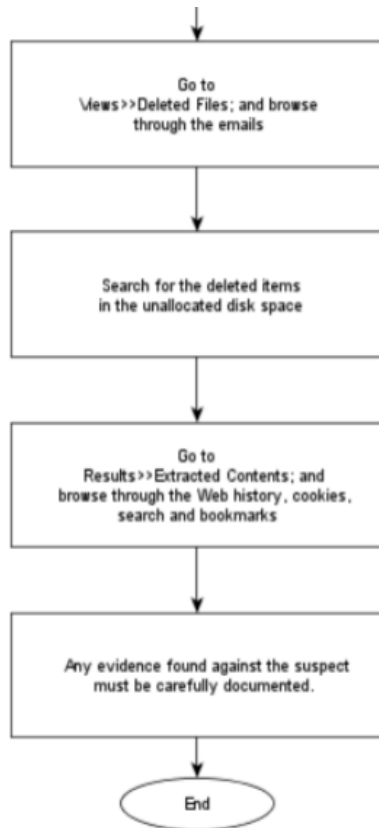 Go to
Views>>Deleted Files; and browse
through the emails
Search for the deleted items
in the unallocated disk space
Go to
Results>>Extracted Contents; and
browse through the Web history, cookies,
search and bookmarks
Any evidence found against the suspect
must be carefully documented.
End